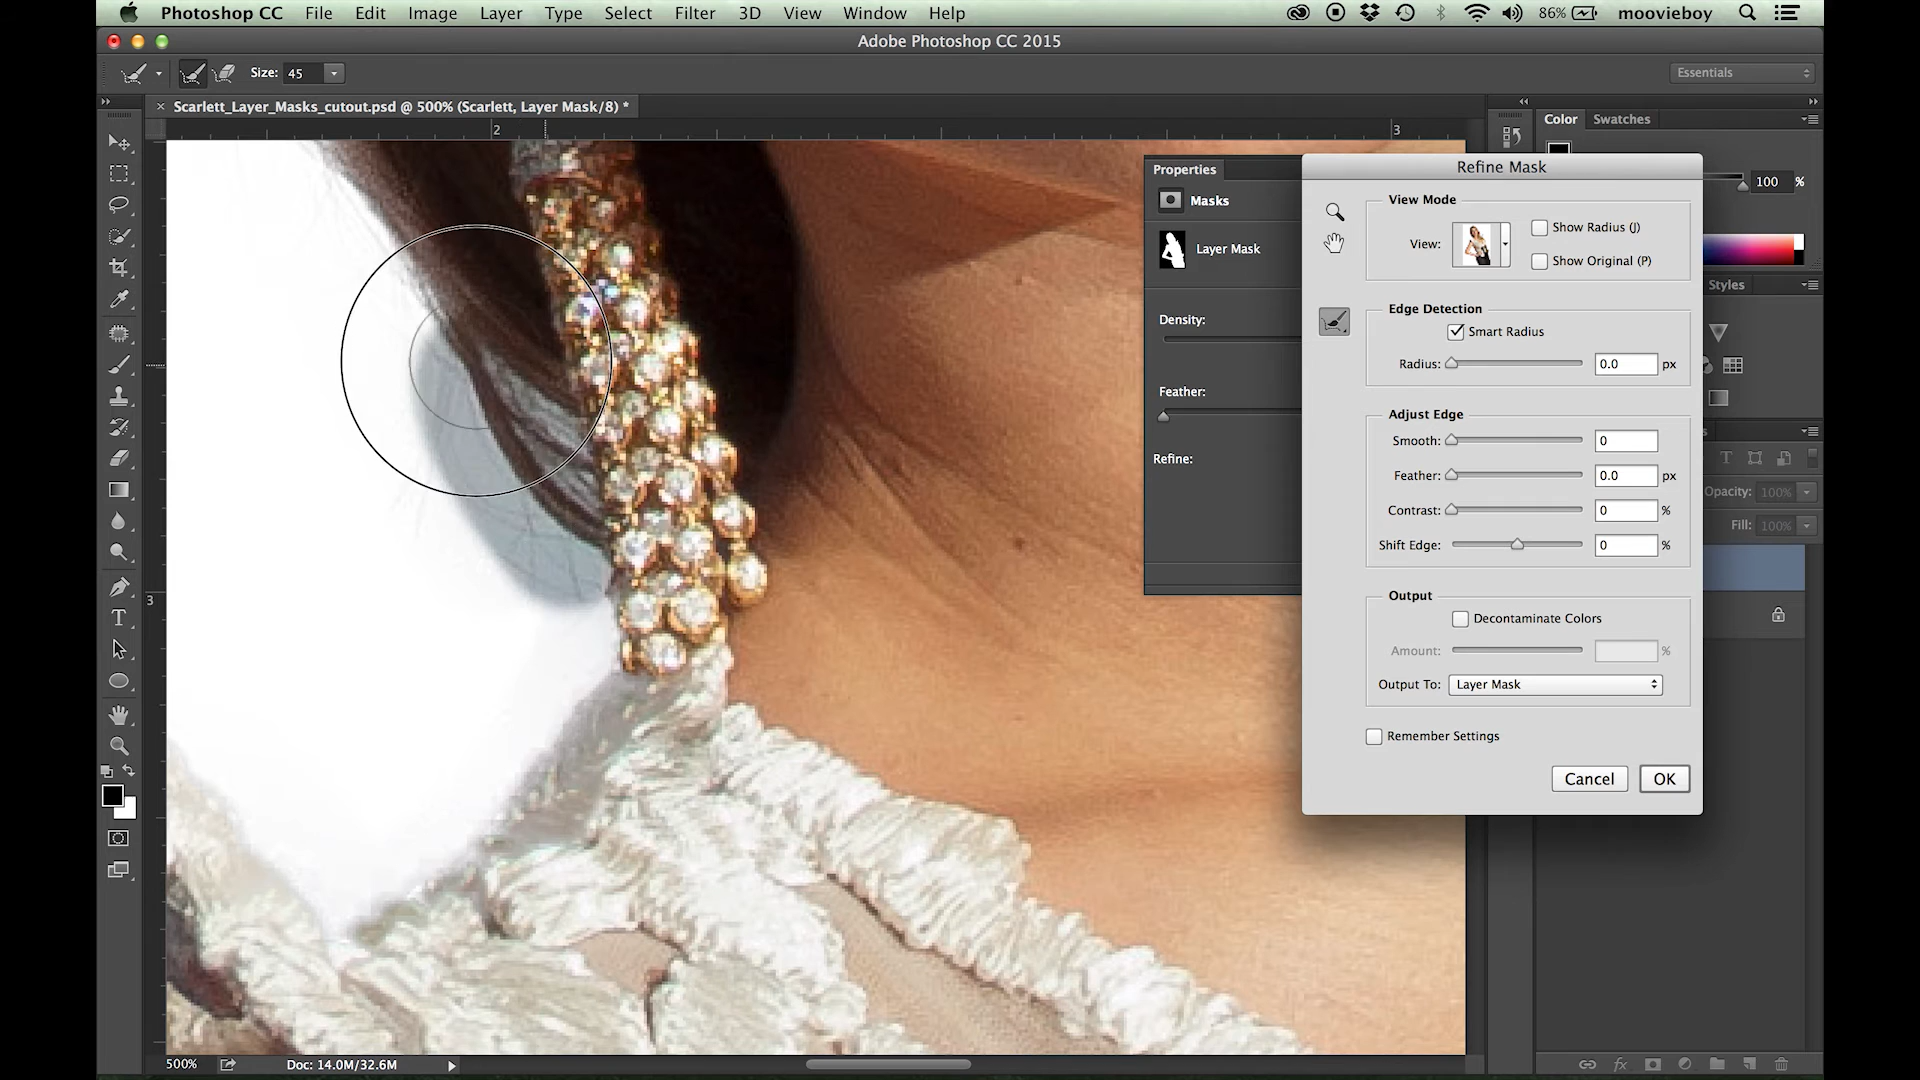 Photoshop CC File Edit Image Layer Type Select Filter 3D View Window Help 86% moovieboy
Adobe Photoshop CC 2015
Size: 45 Essentials
× Scarlett_Layer_Masks_cutout.psd @ 500% (Scarlett, Layer Mask/8) *
2 3
3
Color Swatches
100 %
Properties
Masks
Layer Mask
Density:
Feather:
Refine:
Refine Mask
View Mode
View:
Show Radius (J)
Show Original (P)
Edge Detection
Smart Radius
Radius: 0.0 px
Adjust Edge
Smooth: 0
Feather: 0.0 px
Contrast: 0 %
Shift Edge: 0 %
Output
Decontaminate Colors
Amount: %
Output To: Layer Mask
Remember Settings
Cancel OK
Styles
Opacity: 100%
Fill: 100%
500% Doc: 14.0M/32.6M